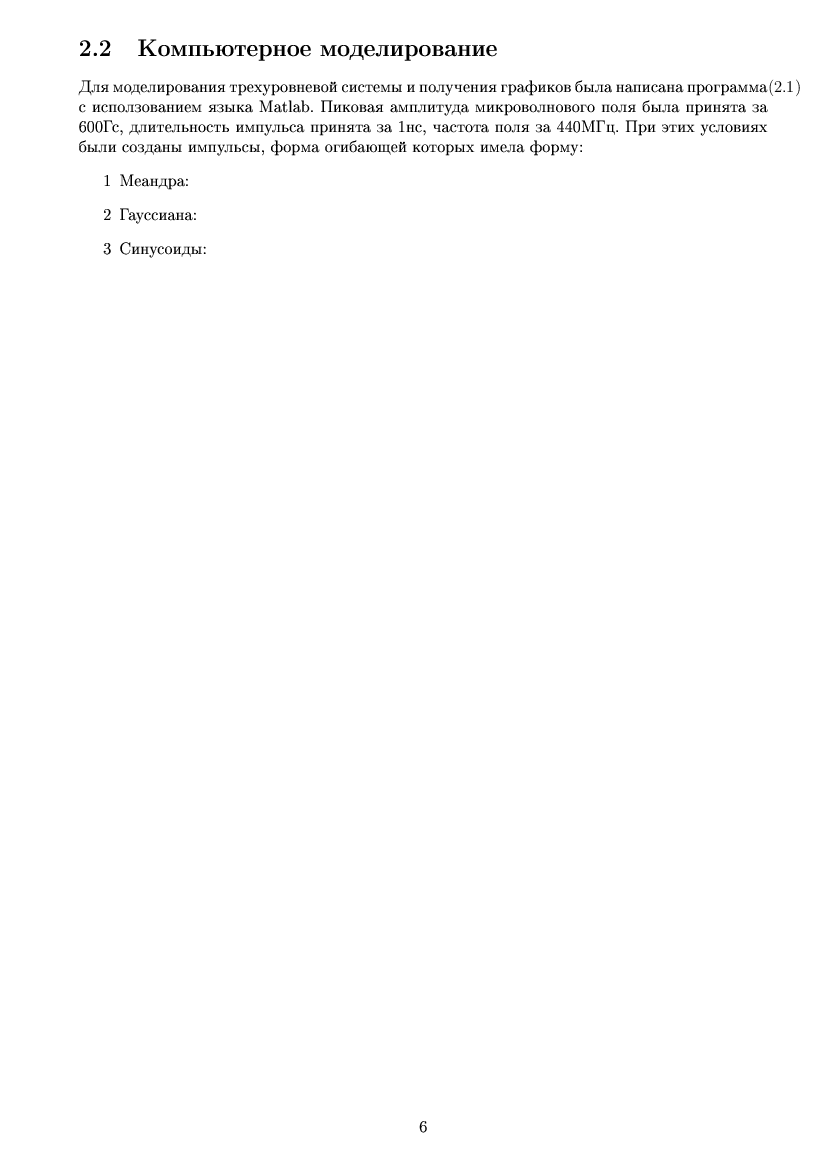 2.2 Компьютерное моделирование
Для моделирования трехуровневой системы и получения графиков была написана программа(2.1)
с исползованием языка Matlab. Пиковая амплитуда микроволнового поля была принята за
600Гс, длительность импульса принята за 1нс, частота поля за 440МГц. При этих условиях
были созданы импульсы, форма огибающей которых имела форму:
1 Меандра:
2 Гауссиана:
3 Синусоиды:
6